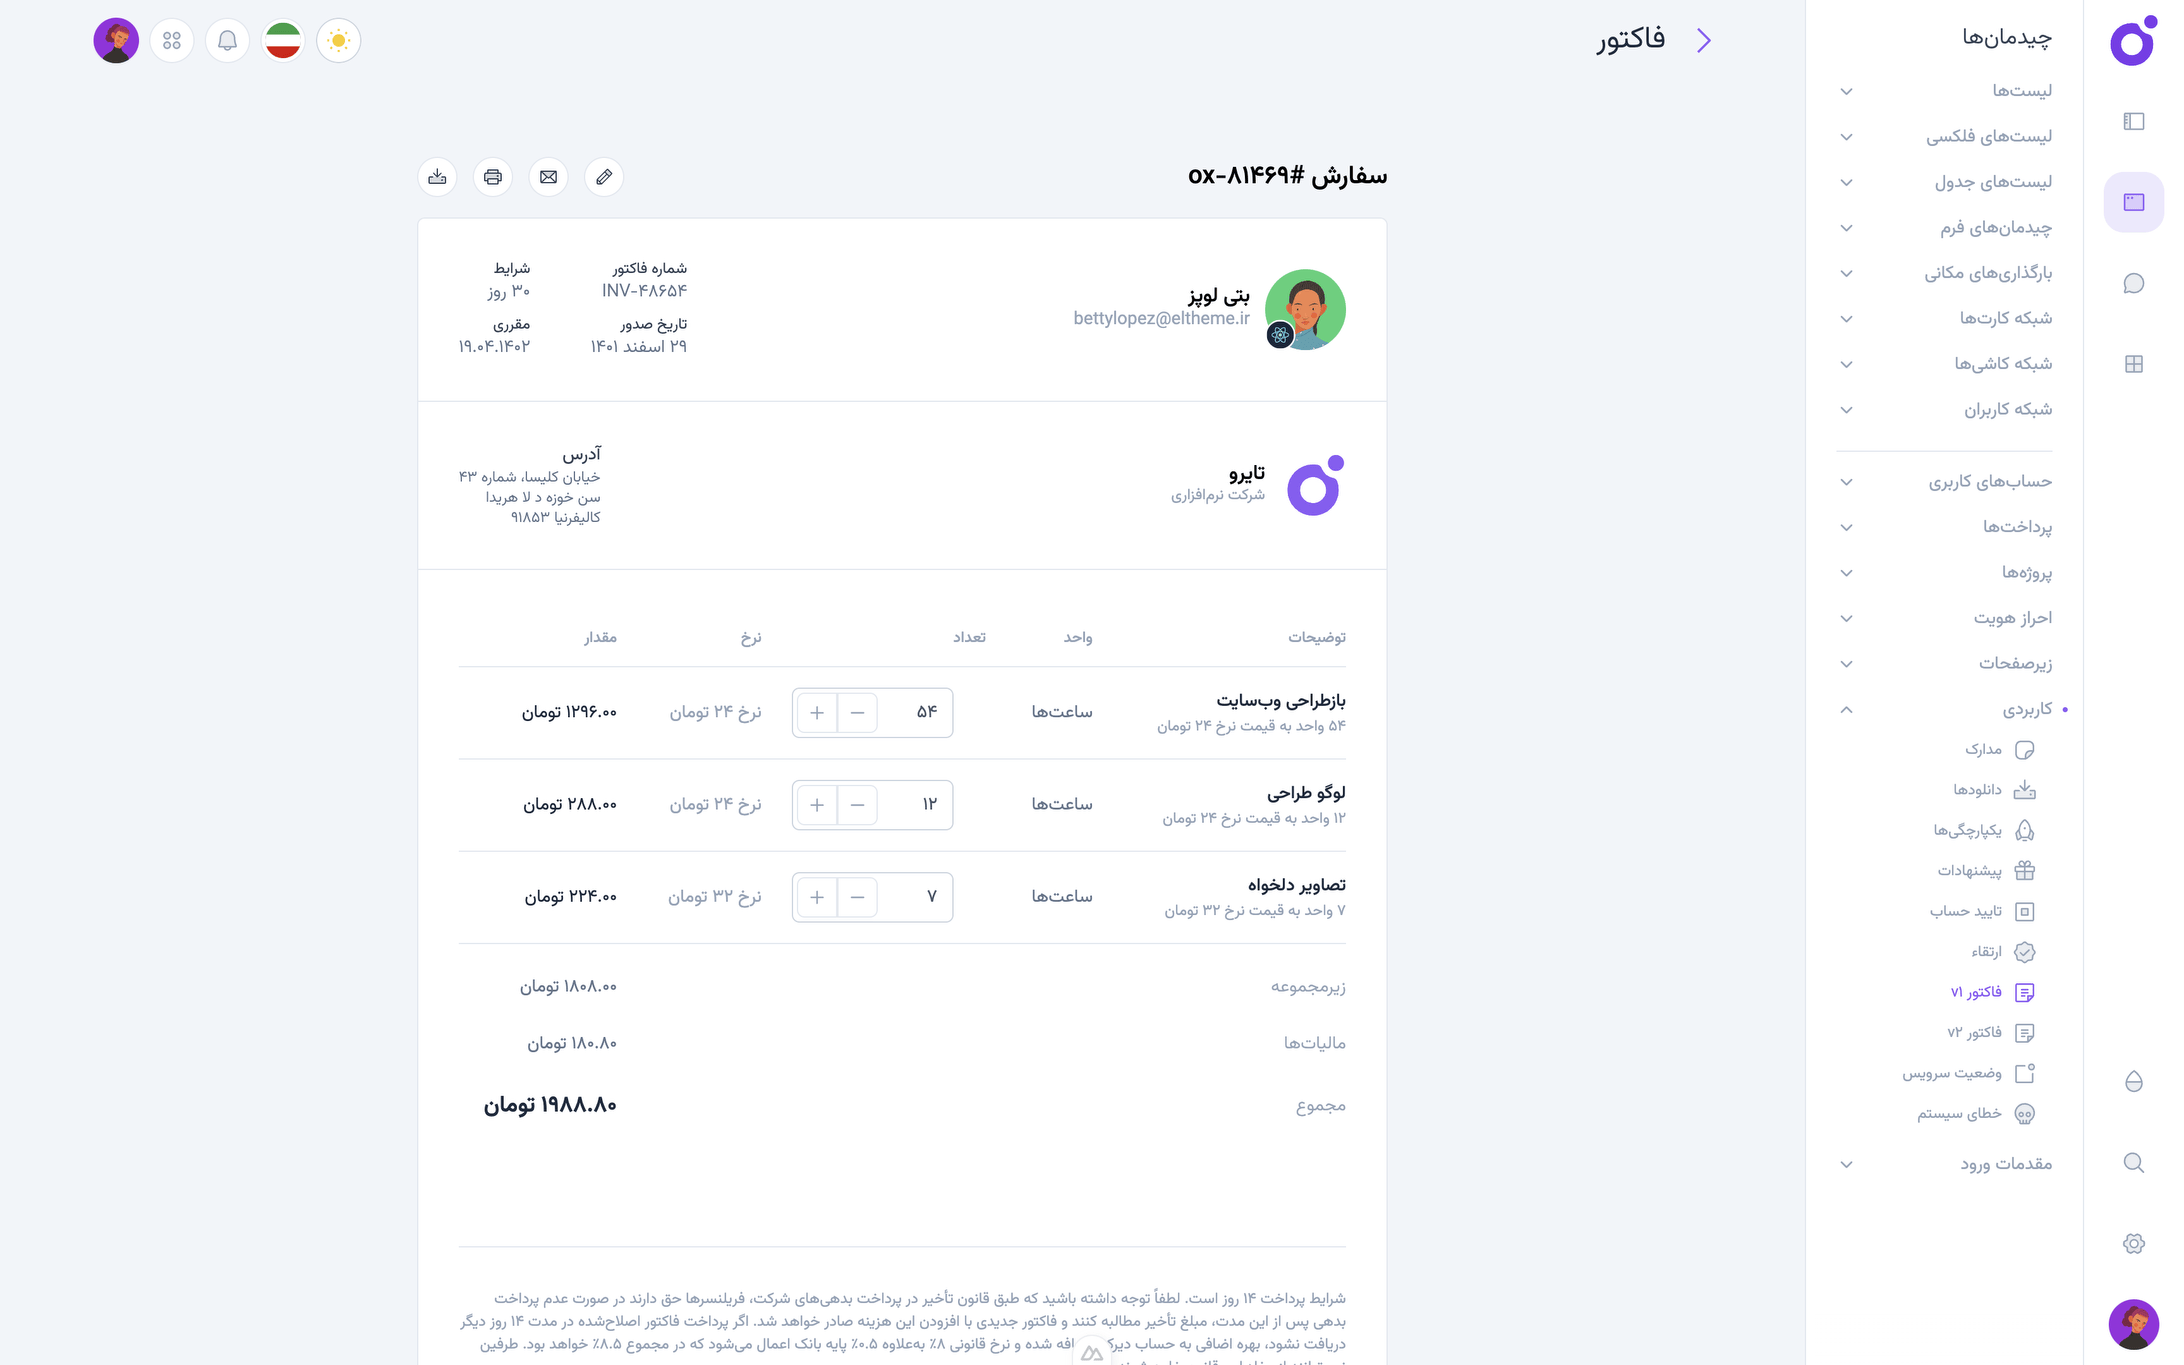 چیدمان‌ها
لیست‌ها
لیست‌های فلکسی
لیست‌های جدول
چیدمان‌های فرم
بارگذاری‌های مکانی
شبکه کارت‌ها
شبکه کاشی‌ها
شبکه کاربران
حساب‌های کاربری
پرداخت‌ها
پروژه‌ها
احراز هویت
زیرصفحات
کاربردی
مدارک
دانلودها
یکپارچگی‌ها
پیشنهادات
تایید حساب
ارتقاء
فاکتور v۱
فاکتور v۲
وضعیت سرویس
خطای سیستم
مقدمات ورود
فاکتور
سفارش #ox-۸۱۴۶۹
بتی لوپز
bettylopez@eltheme.ir
شماره فاکتور
INV-۴۸۶۵۴
شرایط
۳۰ روز
تاریخ صدور
۲۹ اسفند ۱۴۰۱
مقرری
۱۹.۰۴.۱۴۰۲
تایرو
شرکت نرم‌افزاری
آدرس
خیابان کلیسا، شماره ۴۳
سن خوزه د لا هریدا
کالیفرنیا ۹۱۸۵۳
توضیحات واحد تعداد نرخ مقدار
بازطراحی وب‌سایت
۵۴ واحد به قیمت نرخ ۲۴ تومان
ساعت‌ها ۵۴ نرخ ۲۴ تومان ۱۲۹۶.۰۰ تومان
لوگو طراحی
۱۲ واحد به قیمت نرخ ۲۴ تومان
ساعت‌ها ۱۲ نرخ ۲۴ تومان ۲۸۸.۰۰ تومان
تصاویر دلخواه
۷ واحد به قیمت نرخ ۳۲ تومان
ساعت‌ها ۷ نرخ ۳۲ تومان ۲۲۴.۰۰ تومان
زیرمجموعه ۱۸۰۸.۰۰ تومان
مالیات‌ها ۱۸۰.۸۰ تومان
مجموع ۱۹۸۸.۸۰ تومان
شرایط پرداخت ۱۴ روز است. لطفاً توجه داشته باشید که طبق قانون تأخیر در پرداخت بدهی‌های شرکت، فریلنسرها حق دارند در صورت عدم پرداخت
بدهی پس از این مدت، مبلغ تأخیر مطالبه کنند و فاکتور جدیدی با افزودن این هزینه صادر خواهد شد. اگر پرداخت فاکتور اصلاح‌شده در مدت ۱۴ روز دیگر
دریافت نشود، بهره اضافی به حساب شده و نرخ قانونی ۸٪ به‌علاوه ۰.۵٪ پایه بانک اعمال می‌شود که در مجموع ۸.۵٪ خواهد بود. طرفین